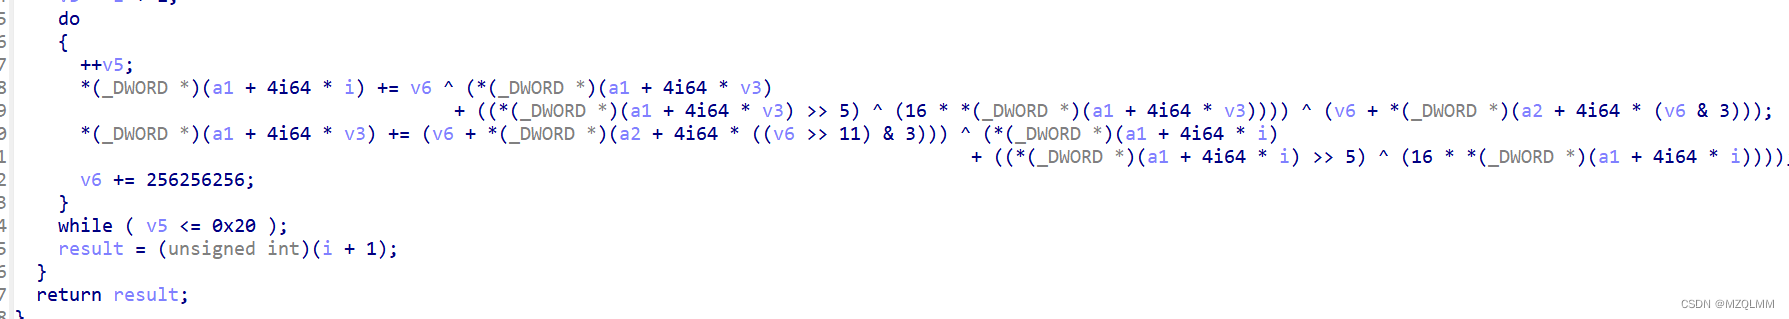 5 do
6 {
7 ++v5;
8 *(_DWORD *)(a1 + 4i64 * i) += v6 ^ (*(_DWORD *)(a1 + 4i64 * v3)
9 + ((*(_DWORD *)(a1 + 4i64 * v3) >> 5) ^ (16 * *(_DWORD *)(a1 + 4i64 * v3)))) ^ (v6 + *(_DWORD *)(a2 + 4i64 * (v6 & 3)));
0 *(_DWORD *)(a1 + 4i64 * v3) += (v6 + *(_DWORD *)(a2 + 4i64 * ((v6 >> 11) & 3))) ^ (*(_DWORD *)(a1 + 4i64 * i)
1 + ((*(_DWORD *)(a1 + 4i64 * i) >> 5) ^ (16 * *(_DWORD *)(a1 + 4i64 * i))))
2 v6 += 256256256;
3 }
4 while ( v5 <= 0x20 );
5 result = (unsigned int)(i + 1);
6 }
7 return result;
8 }
CSDN @MZQLMM